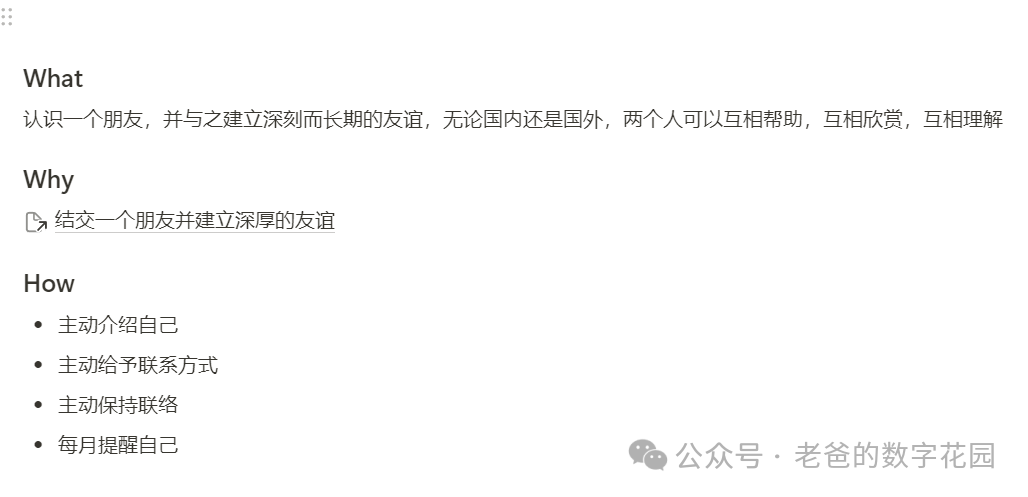 What
认识一个朋友，并与之建立深刻而长期的友谊，无论国内还是国外，两个人可以互相帮助，互相欣赏，互相理解
Why
结交一个朋友并建立深厚的友谊
How
• 主动介绍自己
• 主动给予联系方式
• 主动保持联络
• 每月提醒自己
公众号 · 老爸的数字花园